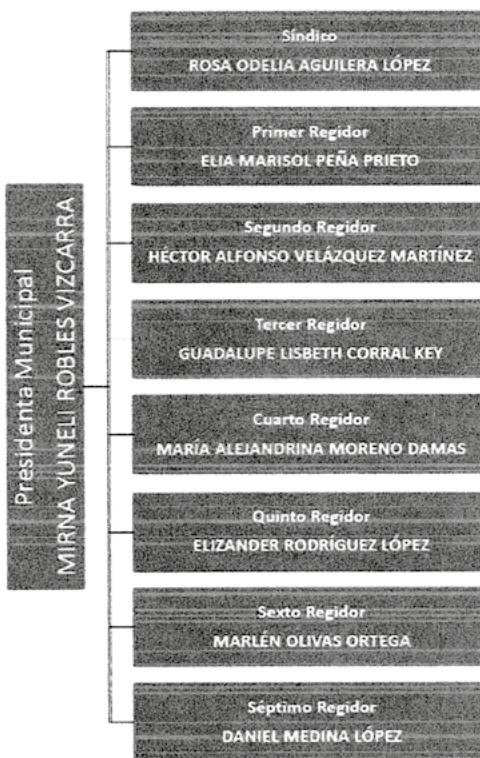 Presidenta Municipal
MIRNA YUNELI ROBLES VIZCARRA
Síndico
ROSA ODELIA AGUILERA LÓPEZ
Primer Regidor
ELIA MARISOL PEÑA PRIETO
Segundo Regidor
HÉCTOR ALFONSO VELÁZQUEZ MARTÍNEZ
Tercer Regidor
GUADALUPE LISBETH CORRAL KEY
Cuarto Regidor
MARÍA ALEJANDRINA MORENO DAMAS
Quinto Regidor
ELIZANDER RODRÍGUEZ LÓPEZ
Sexto Regidor
MARLÉN OLIVAS ORTEGA
Séptimo Regidor
DANIEL MEDINA LÓPEZ